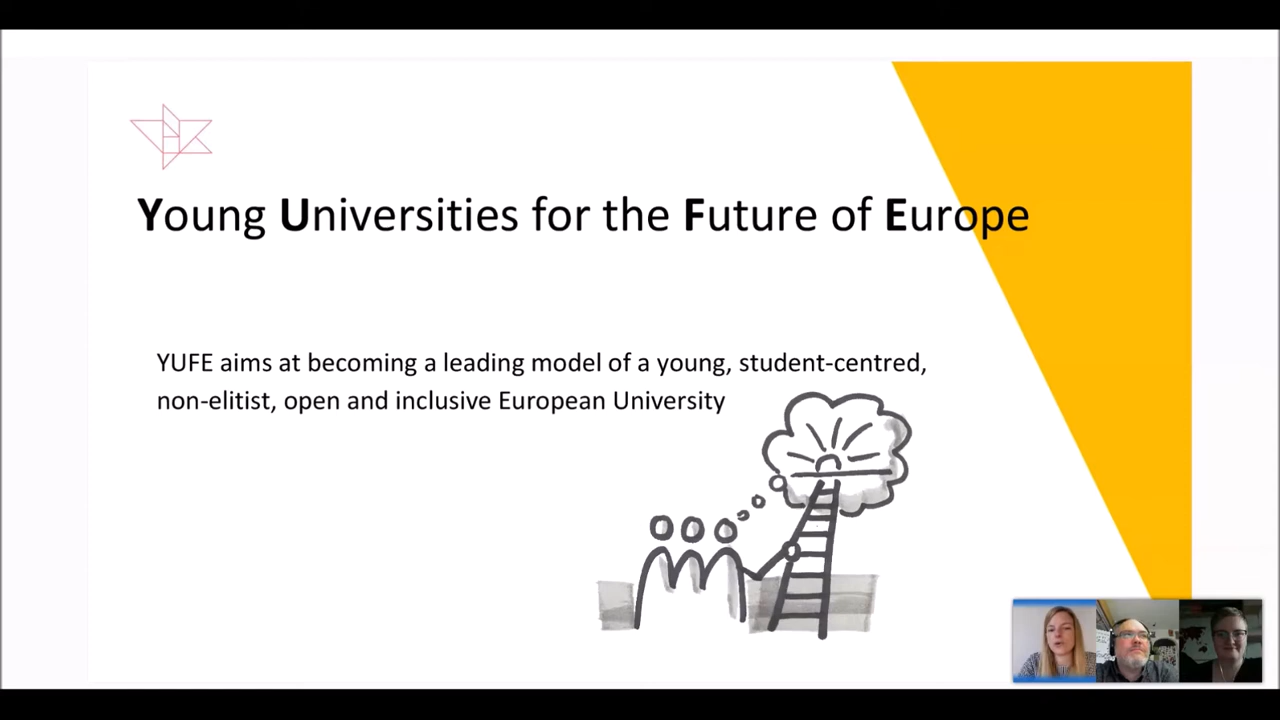 Young Universities for the Future of Europe
YUFE aims at becoming a leading model of a young, student-centred,
non-elitist, open and inclusive European University